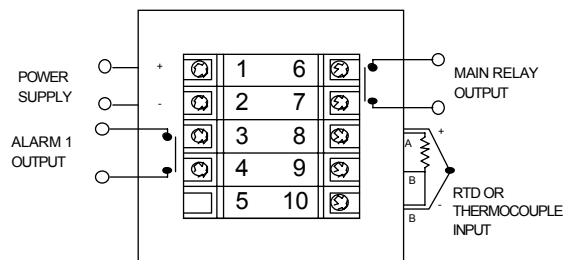 POWER
SUPPLY
+
-
ALARM 1
OUTPUT
1 6
2 7
3 8
4 9
5 10
MAIN RELAY
OUTPUT
+
A
B
-
B
RTD OR
THERMOCOUPLE
INPUT